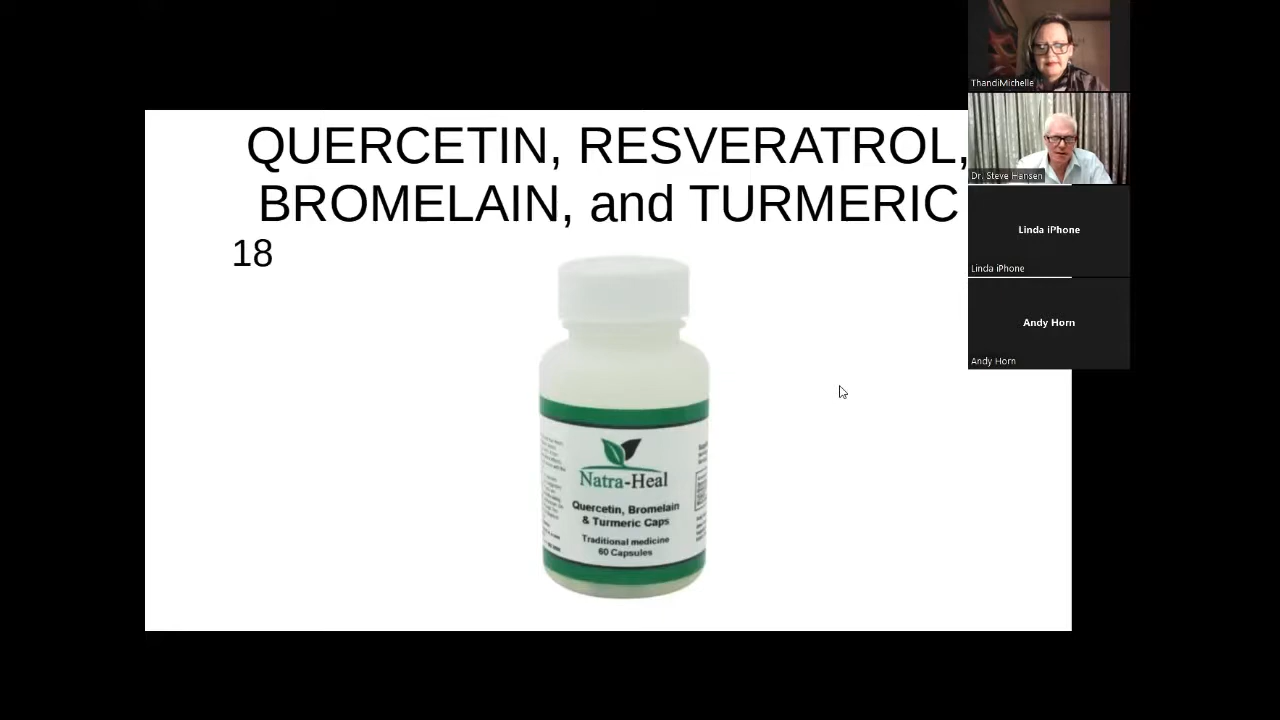 QUERCETIN, RESVERATROL,
BROMELAIN, and TURMERIC
18
Natra-Heal
Quercetin, Bromelain
& Turmeric Caps
Traditional medicine
60 Capsules
ThandiMichelle
Dr. Steve Hansen
Linda iPhone
Linda iPhone
Andy Horn
Andy Horn